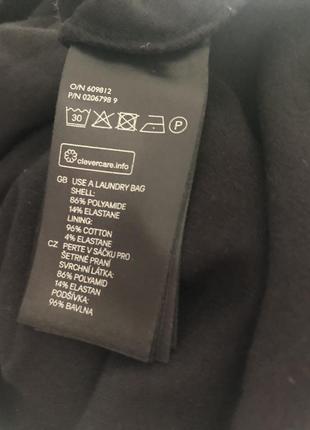 O/N 609812
P/N 0206798 9
30 P
clevercare.info
GB USE A LAUNDRY BAG
SHELL:
86% POLYAMIDE
14% ELASTANE
LINING:
96% COTTON
4% ELASTANE
CZ PERTE V SÁČKU PRO
ŠETRNÉ PRANÍ
SVRCHNÍ LÁTKA:
86% POLYAMID
14% ELASTAN
PODŠÍVKA:
96% BAVLNA